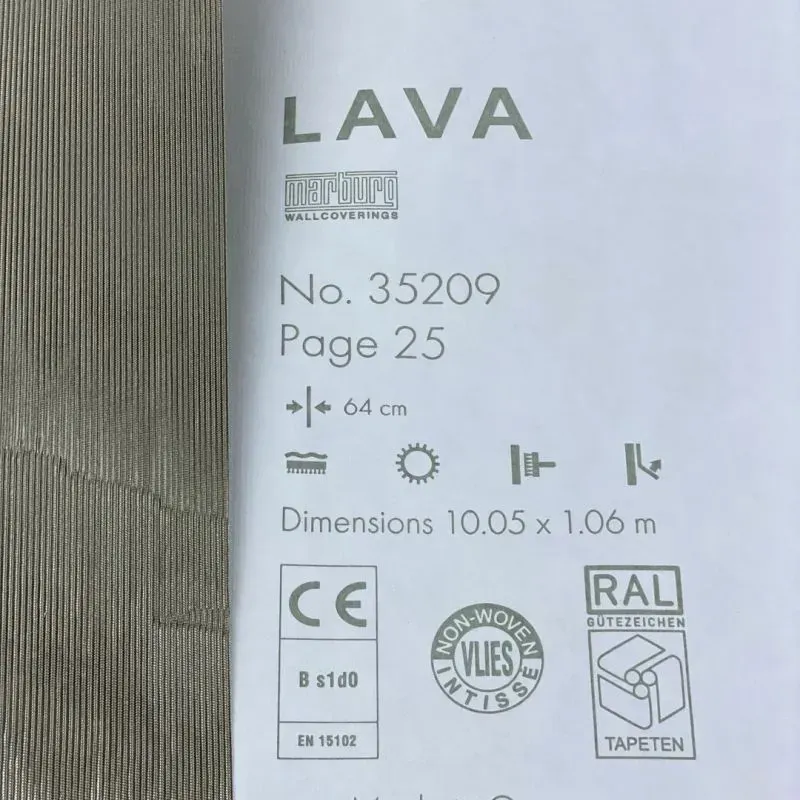 LAVA
marburg
WALLCOVERINGS
No. 35209
Page 25
64 cm
Dimensions 10.05 x 1.06 m
CE
B s1d0
EN 15102
NON-WOVEN
VLIES
INTISSE
RAL
GÜTEZEICHEN
TAPETEN